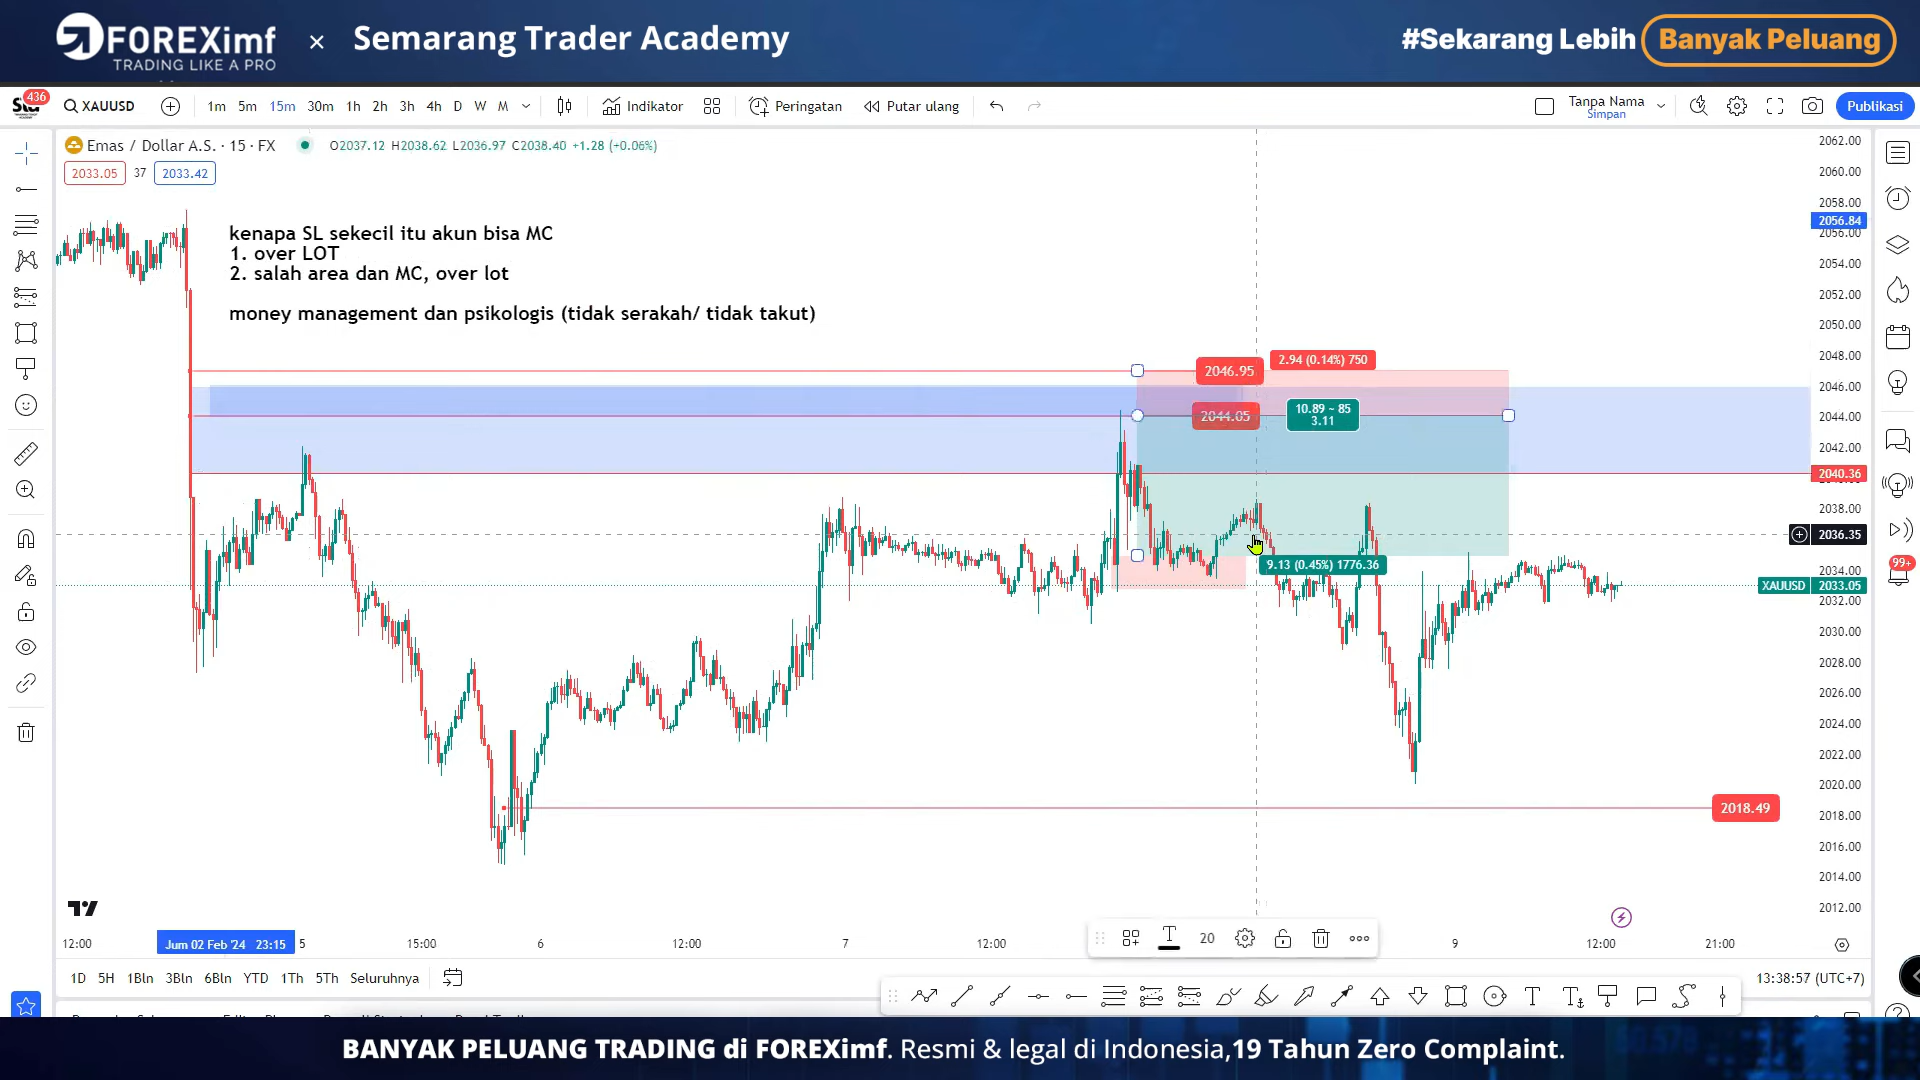 FOREXimf
TRADING LIKE A PRO
×
Semarang Trader Academy
#Sekarang Lebih Banyak Peluang
436
XAUUSD
1m 5m 15m 30m 1h 2h 3h 4h D W M
Indikator
Peringatan
Putar ulang
Tanpa Nama
Simpan
Publikasi
Emas / Dollar A.S. · 15 · FX
O2037.12 H2038.62 L2036.97 C2038.40 +1.28 (+0.06%)
2033.05 37 2033.42
kenapa SL sekecil itu akun bisa MC
1. over LOT
2. salah area dan MC, over lot
money management dan psikologis (tidak serakah/ tidak takut)
2.94 (0.14%) 750
2046.95
2044.05
10.89 ~ 85
3.11
9.13 (0.45%) 1776.36
2018.49
2062.00
2060.00
2058.00
2056.84
2056.00
2054.00
2052.00
2050.00
2048.00
2046.00
2044.00
2042.00
2040.36
2038.00
2036.35
2034.00
XAUUSD 2033.05
2032.00
2030.00
2028.00
2026.00
2024.00
2022.00
2020.00
2018.00
2016.00
2014.00
2012.00
99+
12:00
Jum 02 Feb '24 23:15
5
15:00
6
12:00
7
12:00
9
12:00
21:00
20
1D 5H 1Bln 3Bln 6Bln YTD 1Th 5Th Seluruhnya
13:38:57 (UTC+7)
BANYAK PELUANG TRADING di FOREXimf. Resmi & legal di Indonesia,19 Tahun Zero Complaint.